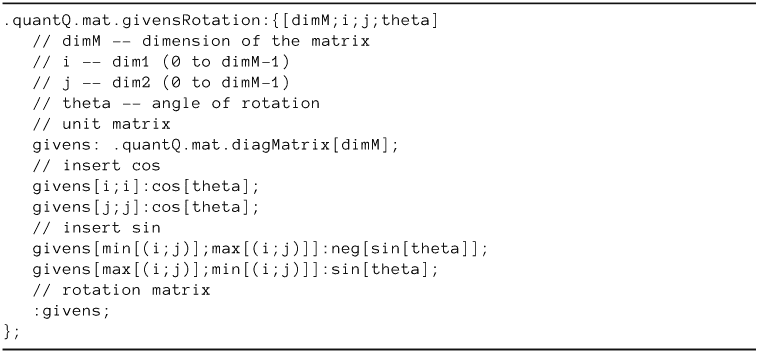 .quantQ.mat.givensRotation:{[dimM;i;j;theta]
// dimM -- dimension of the matrix
// i -- dim1 (0 to dimM-1)
// j -- dim2 (0 to dimM-1)
// theta -- angle of rotation
// unit matrix
givens: .quantQ.mat.diagMatrix[dimM];
// insert cos
givens[i;i]:cos[theta];
givens[j;j]:cos[theta];
// insert sin
givens[min[(i;j)];max[(i;j)]]:neg[sin[theta]];
givens[max[(i;j)];min[(i;j)]]:sin[theta];
// rotation matrix
:givens;
};